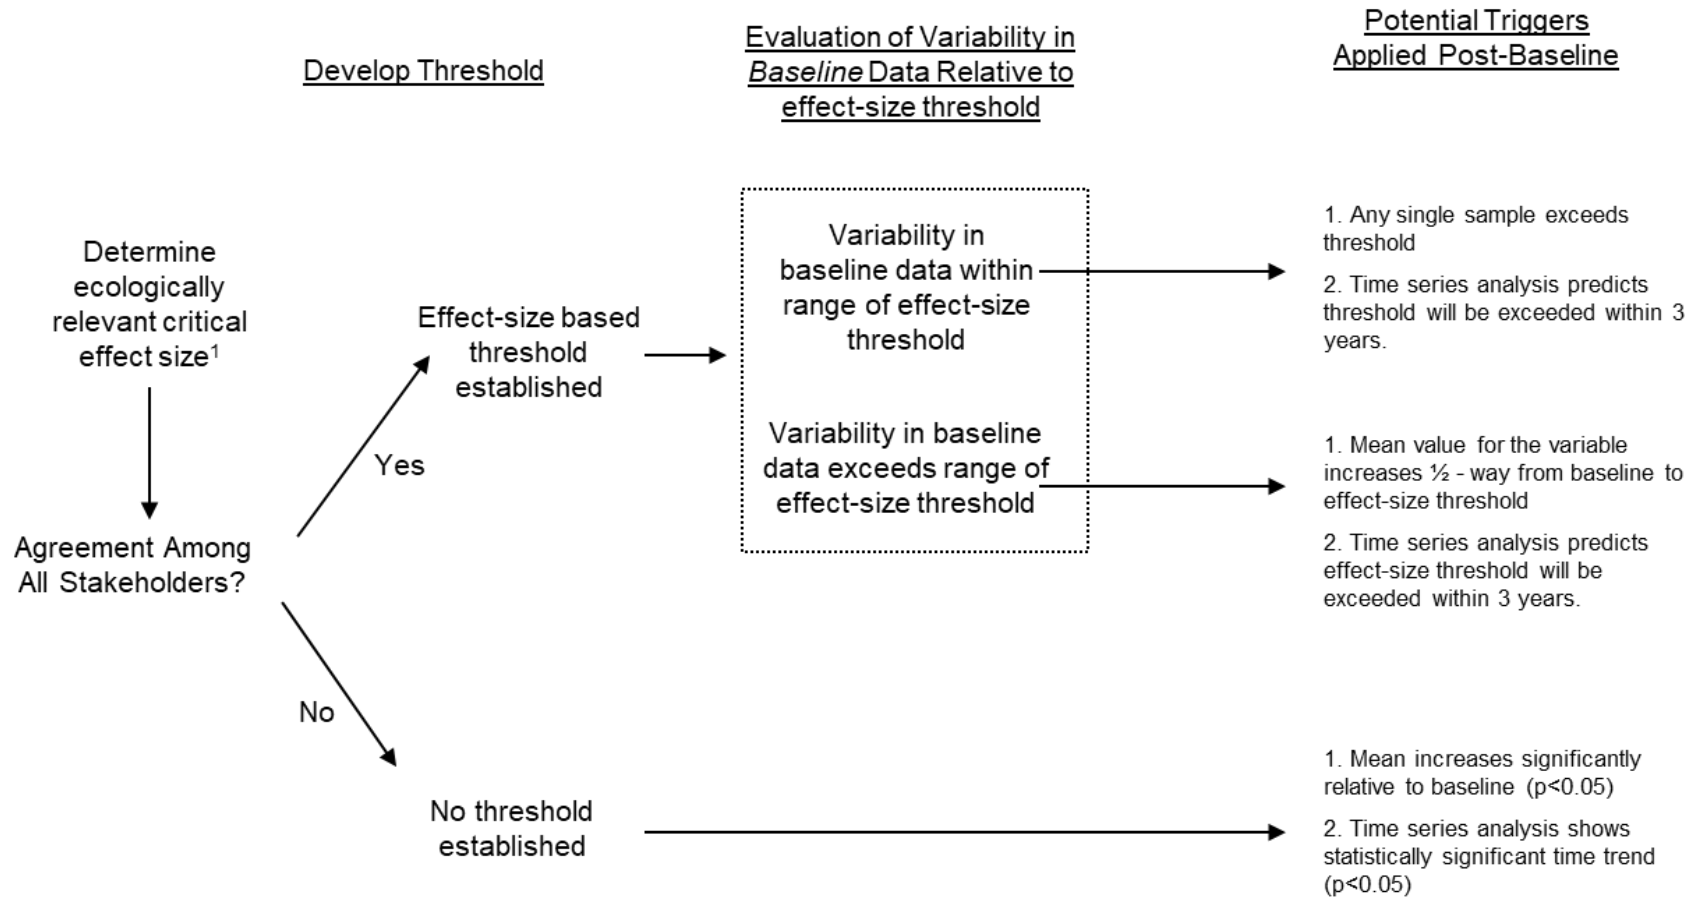 Develop Threshold
Evaluation of Variability in
Baseline Data Relative to
effect-size threshold
Potential Triggers
Applied Post-Baseline
Determine
ecologically
relevant critical
effect size¹
Agreement Among
All Stakeholders?
Yes
No
Effect-size based
threshold
established
No threshold
established
Variability in
baseline data within
range of effect-size
threshold
Variability in baseline
data exceeds range of
effect-size threshold
1. Any single sample exceeds
threshold
2. Time series analysis predicts
threshold will be exceeded within 3
years.
1. Mean value for the variable
increases ½ - way from baseline to
effect-size threshold
2. Time series analysis predicts
effect-size threshold will be
exceeded within 3 years.
1. Mean increases significantly
relative to baseline (p<0.05)
2. Time series analysis shows
statistically significant time trend
(p<0.05)